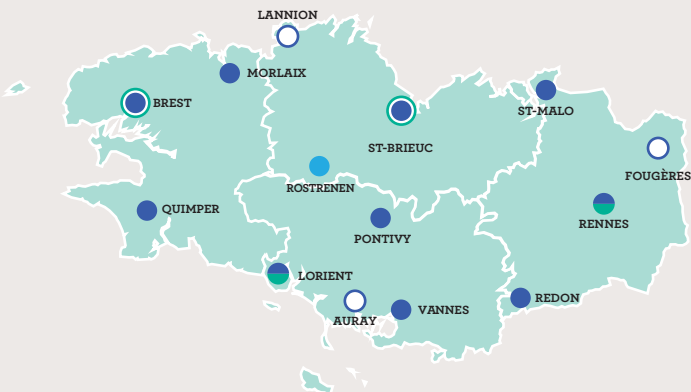 LANNION
MORLAIX
BREST
ST-MALO
ST-BRIEUC
FOUGÈRES
ROSTRENEN
QUIMPER
RENNES
PONTIVY
LORIENT
REDON
VANNES
AURAY